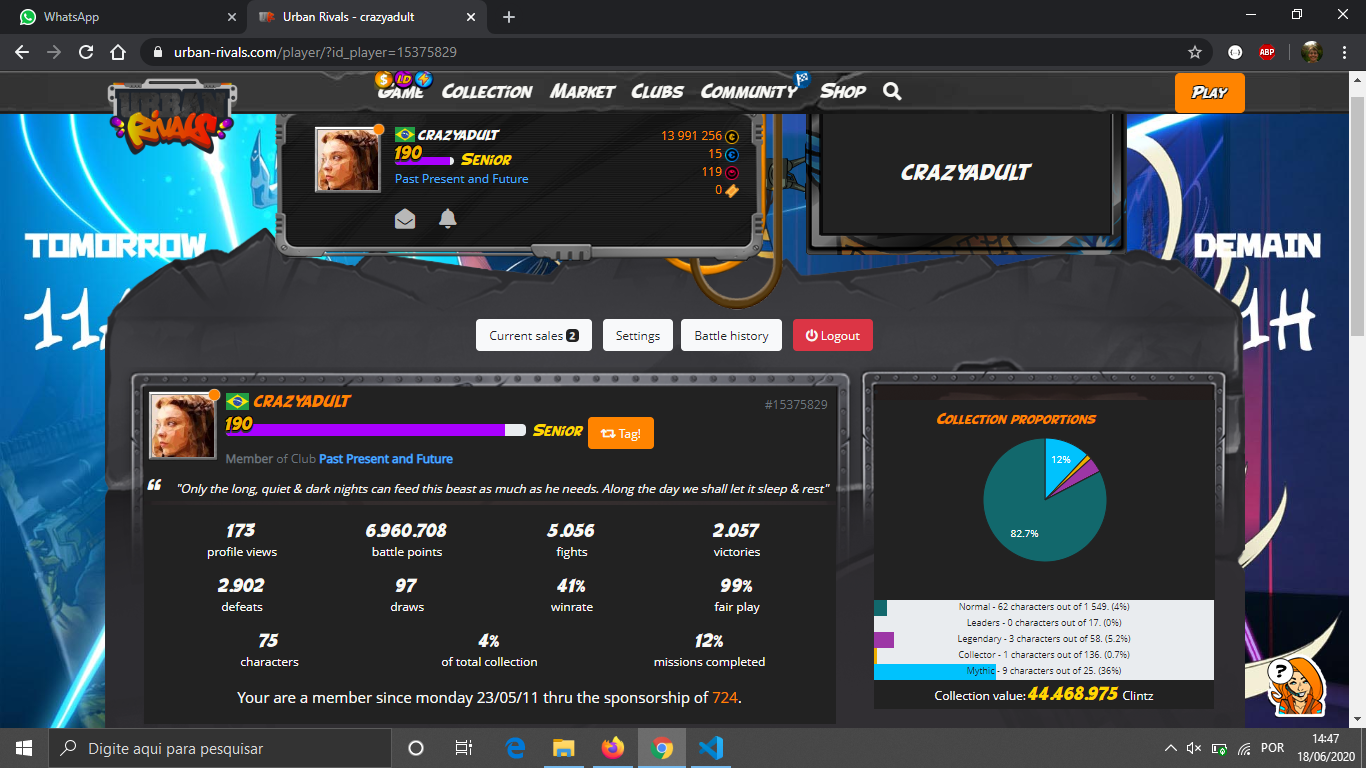 WhatsApp
Urban Rivals - crazyadult
urban-rivals.com/player/?id_player=15375829
ABP
URBAN
RIVALS
GAME COLLECTION MARKET CLUBS COMMUNITY SHOP
PLAY
CRAZYADULT
190 SENIOR
Past Present and Future
13 991 256
15
119
0
CRAZYADULT
TOMORROW
DEMAIN
1H
Current sales 2
Settings
Battle history
Logout
CRAZYADULT
#15375829
190 SENIOR
Tag!
Member of Club Past Present and Future
"Only the long, quiet & dark nights can feed this beast as much as he needs. Along the day we shall let it sleep & rest"
173 6.960.708 5.056 2.057
profile views battle points fights victories
2.902 97 41% 99%
defeats draws winrate fair play
75 4% 12%
characters of total collection missions completed
Your are a member since monday 23/05/11 thru the sponsorship of 724.
COLLECTION PROPORTIONS
12%
82.7%
Normal - 62 characters out of 1 549. (4%)
Leaders - 0 characters out of 17. (0%)
Legendary - 3 characters out of 58. (5.2%)
Collector - 1 characters out of 136. (0.7%)
Mythic - 9 characters out of 25. (36%)
Collection value: 44.468.975 Clintz
?
Digite aqui para pesquisar
POR
14:47
18/06/2020